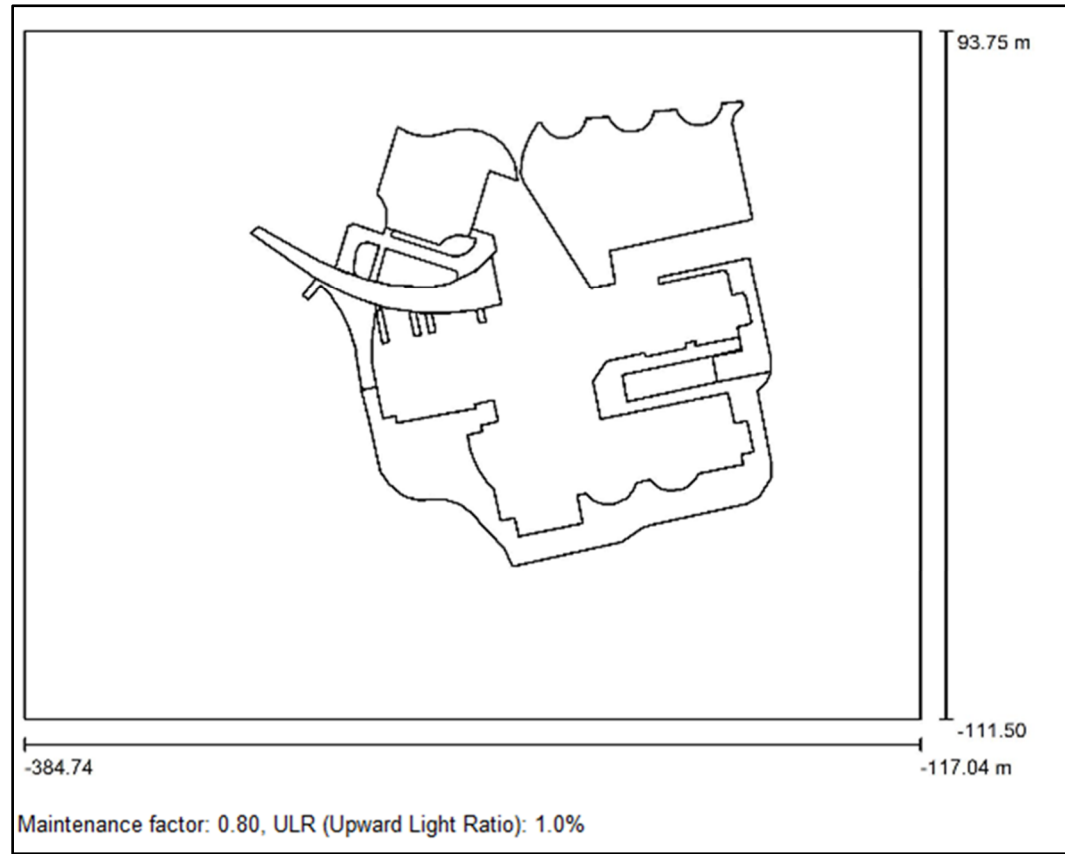 93.75 m
-111.50
-384.74
-117.04 m
Maintenance factor: 0.80, ULR (Upward Light Ratio): 1.0%